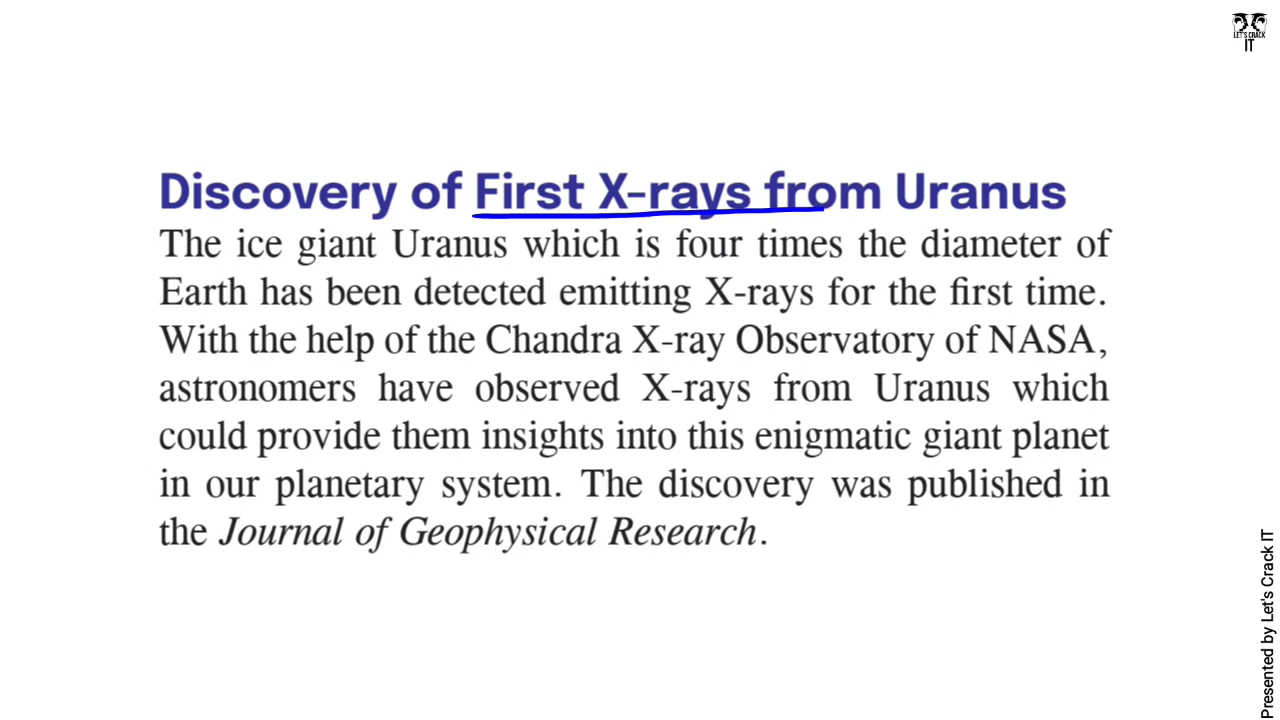 LET'S CRACK
IT
Discovery of First X-rays from Uranus
The ice giant Uranus which is four times the diameter of
Earth has been detected emitting X-rays for the first time.
With the help of the Chandra X-ray Observatory of NASA,
astronomers have observed X-rays from Uranus which
could provide them insights into this enigmatic giant planet
in our planetary system. The discovery was published in
the Journal of Geophysical Research.
Presented by Let's Crack IT